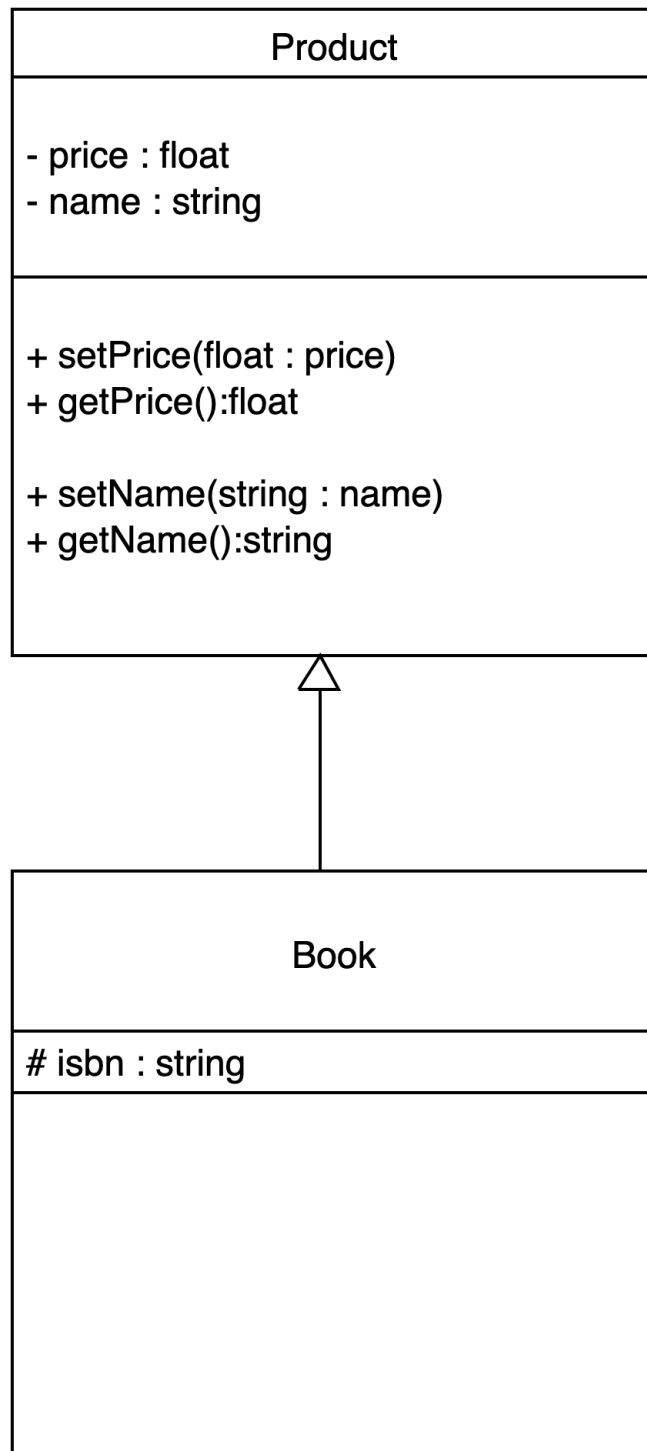 Product
- price : float
- name : string
+ setPrice(float : price)
+ getPrice():float
+ setName(string : name)
+ getName():string
Book
# isbn : string